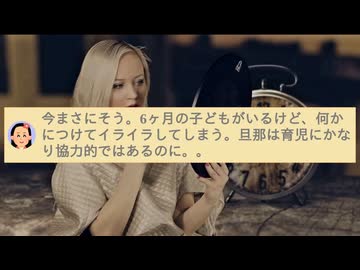 今まさにそう。6ヶ月の子どもがいるけど、何か
につけてイライラしてしまう。旦那は育児にかな
り協力的ではあるのに。。